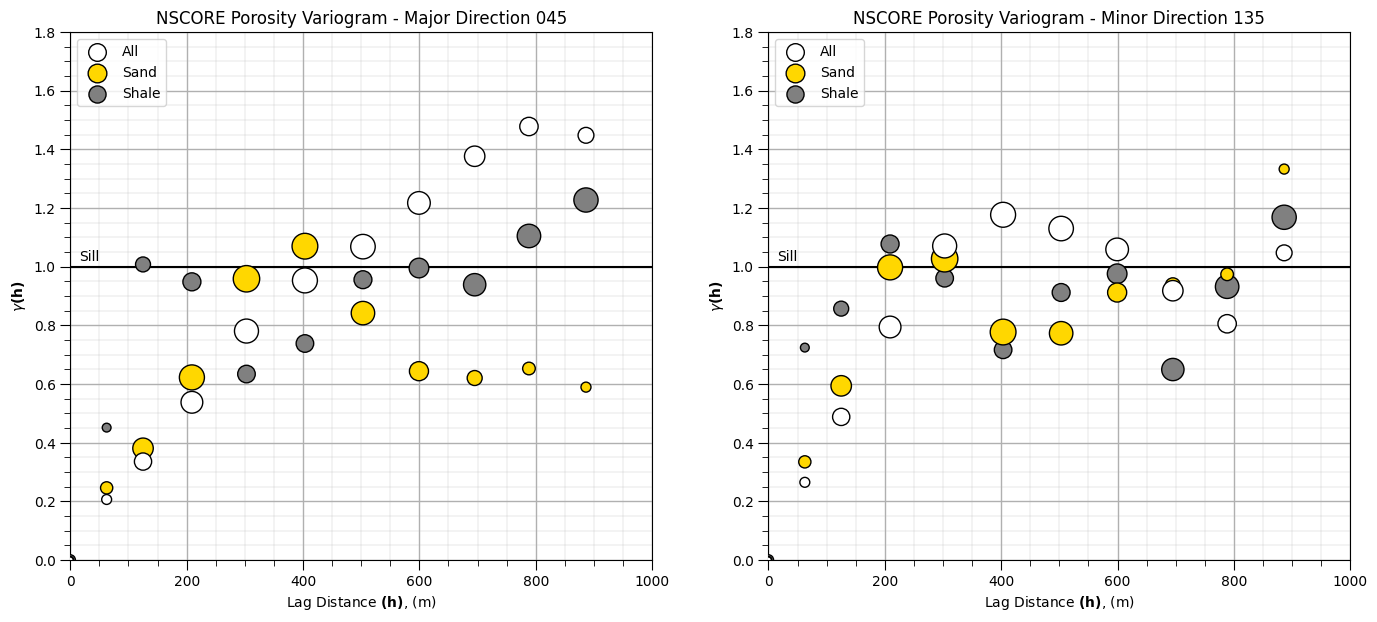 NSCORE Porosity Variogram - Major Direction 045
1.8
1.6
1.4
1.2
1.0
0.8
0.6
0.4
0.2
0.0
γ(h)
All
Sand
Shale
Sill
0 200 400 600 800 1000
Lag Distance (h), (m)
NSCORE Porosity Variogram - Minor Direction 135
1.8
1.6
1.4
1.2
1.0
0.8
0.6
0.4
0.2
0.0
γ(h)
All
Sand
Shale
Sill
0 200 400 600 800 1000
Lag Distance (h), (m)